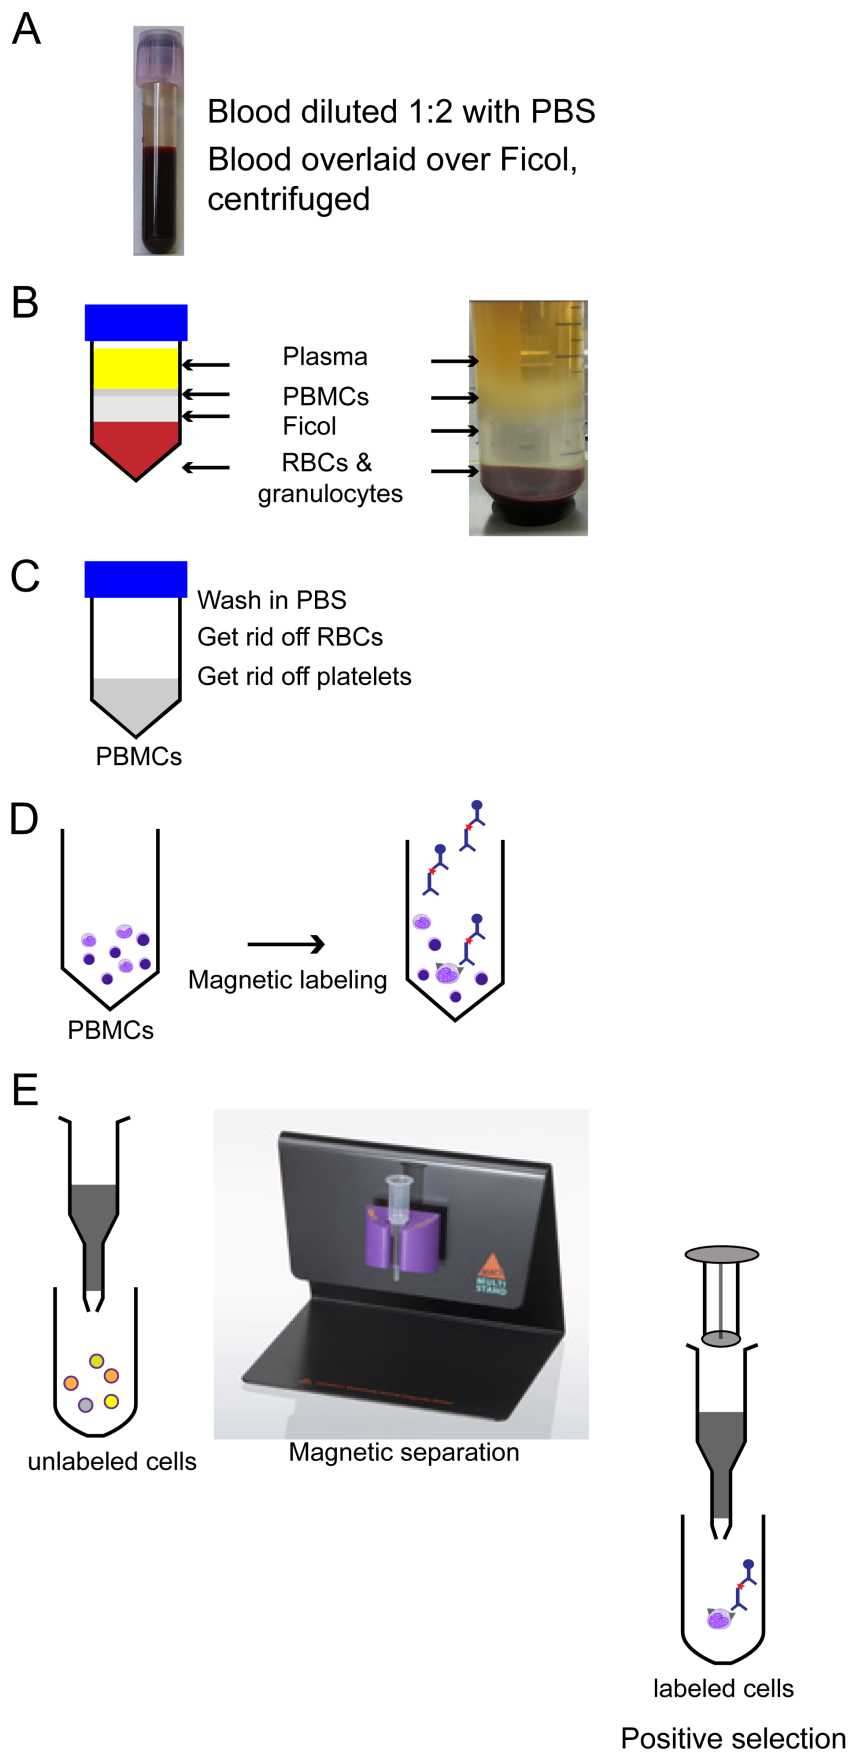 A
Blood diluted 1:2 with PBS
Blood overlaid over Ficol,
centrifuged
B
Plasma
PBMCs
Ficol
RBCs &
granulocytes
C
Wash in PBS
Get rid off RBCs
Get rid off platelets
PBMCs
D
Magnetic labeling
PBMCs
E
MULTI
STAND
unlabeled cells
Magnetic separation
labeled cells
Positive selection